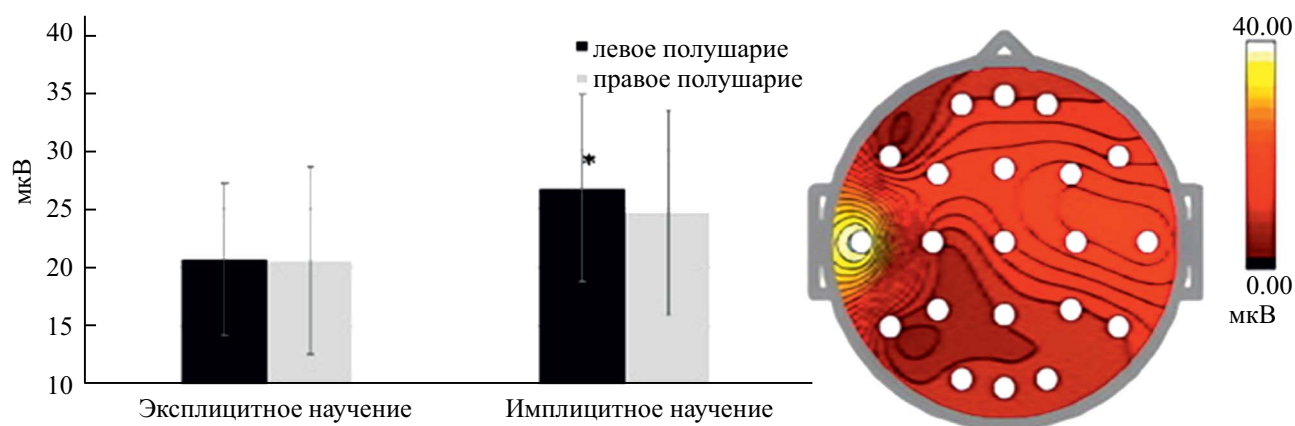 мкВ
40
35
30
25
20
15
10
левое полушарие
правое полушарие
*
Эксплицитное научение
Имплицитное научение
40.00
0.00
мкВ